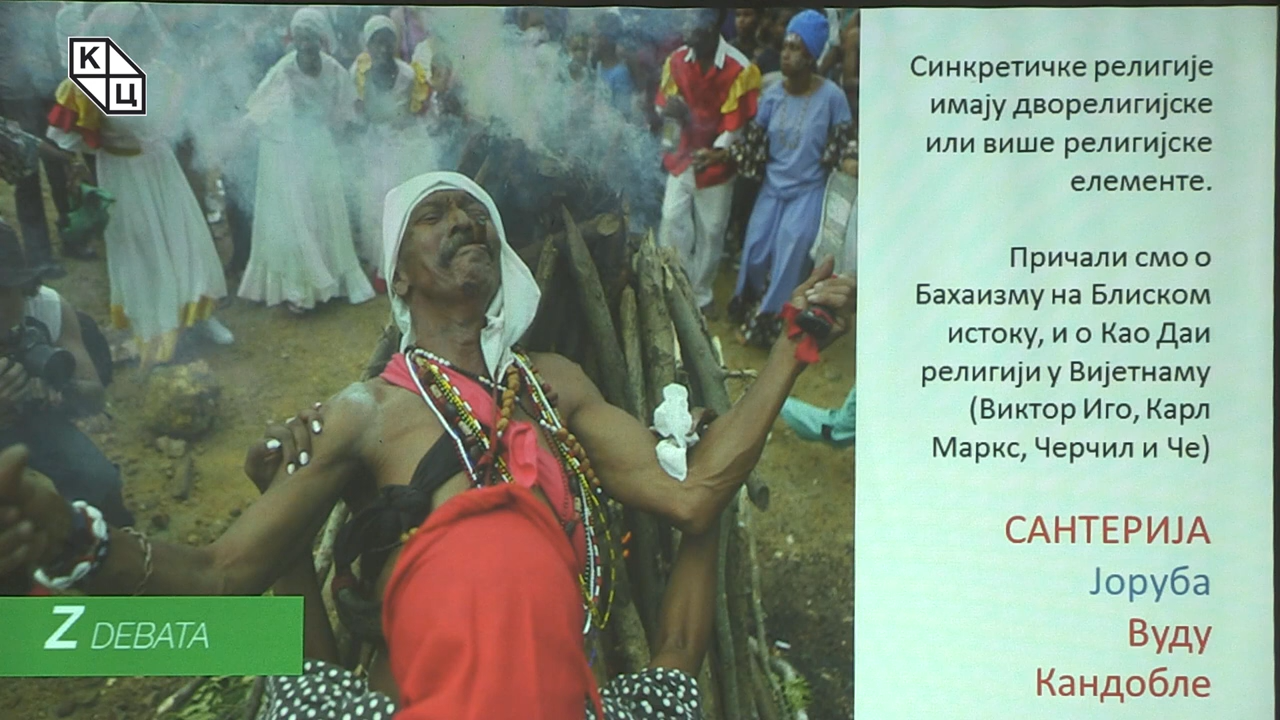 К
Ц
Синкретичке религије
имају дворелигијске
или више религијске
елементе.
Причали смо о
Бахаизму на Блиском
истоку, и о Као Даи
религији у Вијетнаму
(Виктор Иго, Карл
Маркс, Черчил и Че)
САНТЕРИЈА
Јоруба
Вуду
Кандобле
Z DEBATA